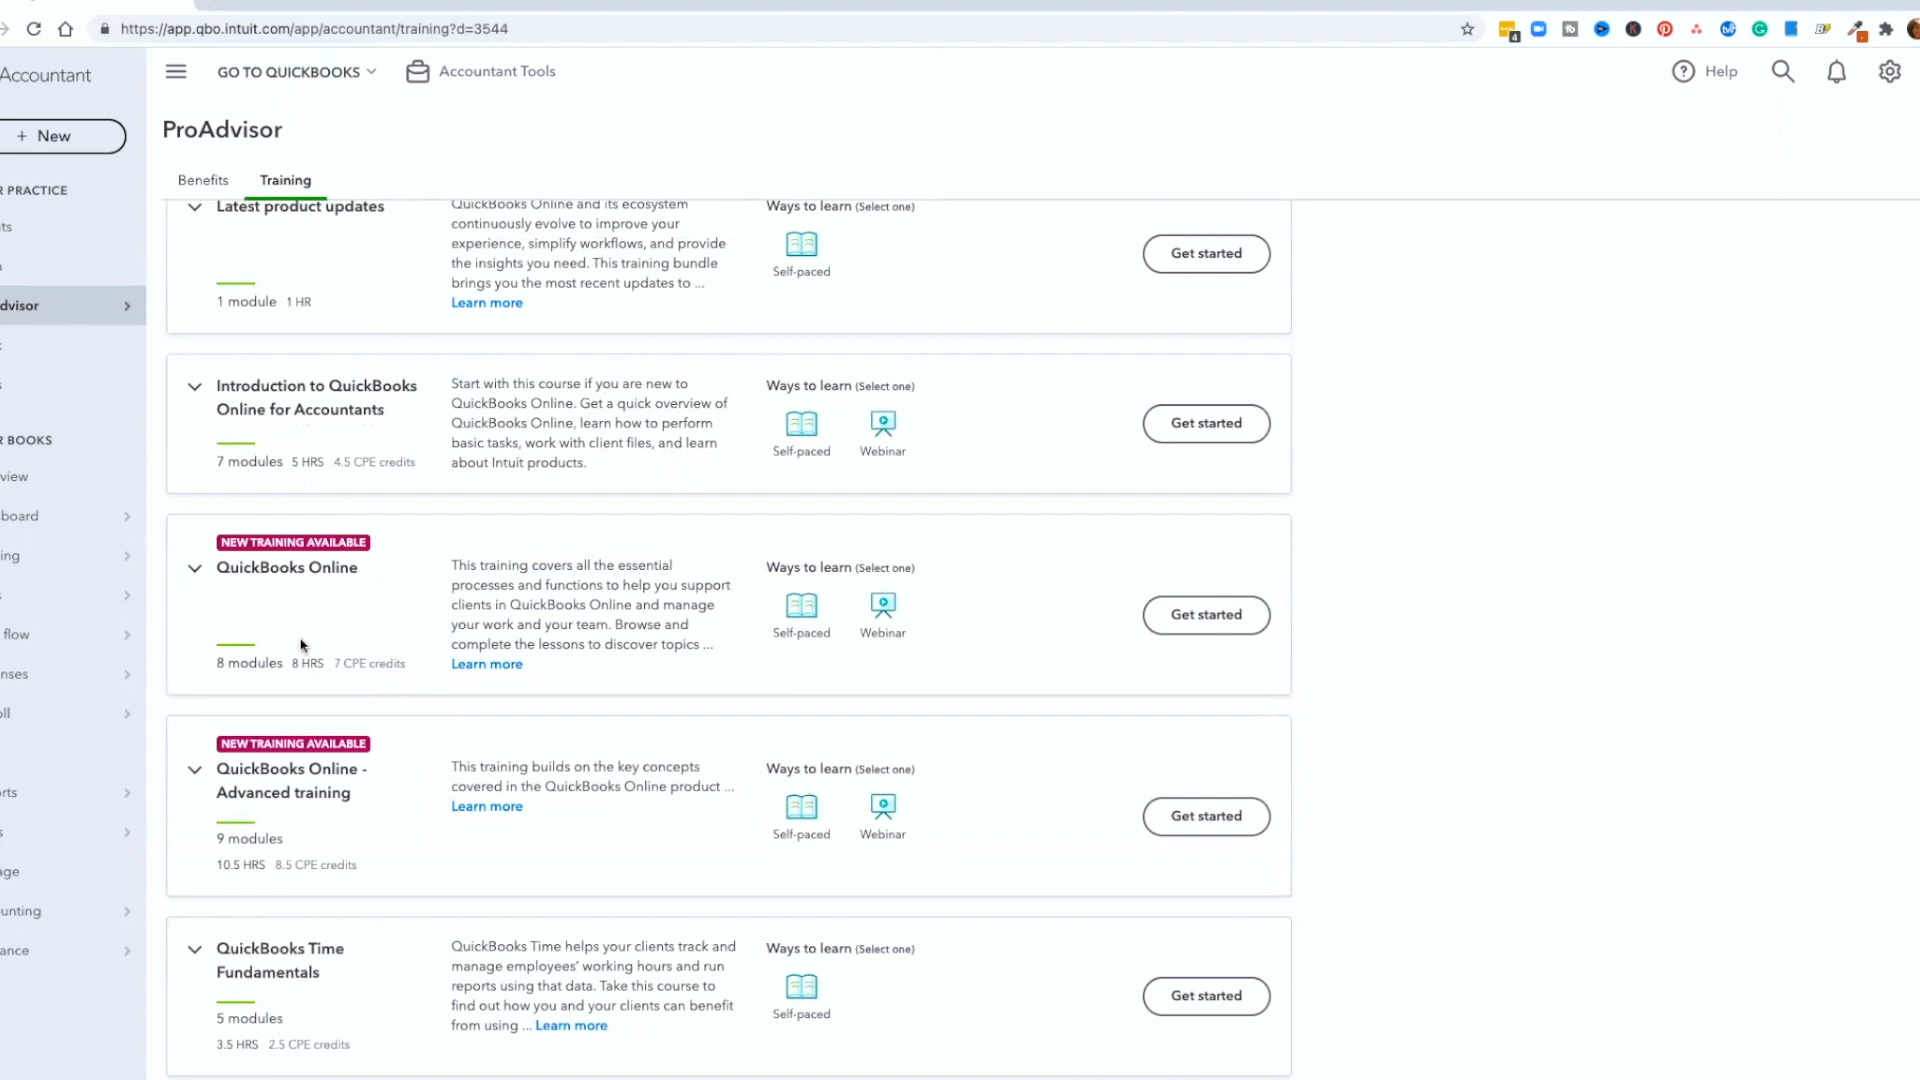 https://app.qbo.intuit.com/app/accountant/training?d=3544
4
Accountant
GO TO QUICKBOOKS
Accountant Tools
Help
+ New
ProAdvisor
Benefits
Training
R PRACTICE
ts
dvisor
R BOOKS
view
board
ing
flow
nses
ll
rts
age
unting
ance
Latest product updates
1 module 1 HR
QuickBooks Online and its ecosystem
continuously evolve to improve your
experience, simplify workflows, and provide
the insights you need. This training bundle
brings you the most recent updates to ...
Learn more
Ways to learn (Select one)
Self-paced
Get started
Introduction to QuickBooks
Online for Accountants
7 modules 5 HRS 4.5 CPE credits
Start with this course if you are new to
QuickBooks Online. Get a quick overview of
QuickBooks Online, learn how to perform
basic tasks, work with client files, and learn
about Intuit products.
Ways to learn (Select one)
Self-paced
Webinar
Get started
NEW TRAINING AVAILABLE
QuickBooks Online
8 modules 8 HRS 7 CPE credits
This training covers all the essential
processes and functions to help you support
clients in QuickBooks Online and manage
your work and your team. Browse and
complete the lessons to discover topics ...
Learn more
Ways to learn (Select one)
Self-paced
Webinar
Get started
NEW TRAINING AVAILABLE
QuickBooks Online -
Advanced training
9 modules
10.5 HRS 8.5 CPE credits
This training builds on the key concepts
covered in the QuickBooks Online product ...
Learn more
Ways to learn (Select one)
Self-paced
Webinar
Get started
QuickBooks Time
Fundamentals
5 modules
3.5 HRS 2.5 CPE credits
QuickBooks Time helps your clients track and
manage employees' working hours and run
reports using that data. Take this course to
find out how you and your clients can benefit
from using ... Learn more
Ways to learn (Select one)
Self-paced
Get started